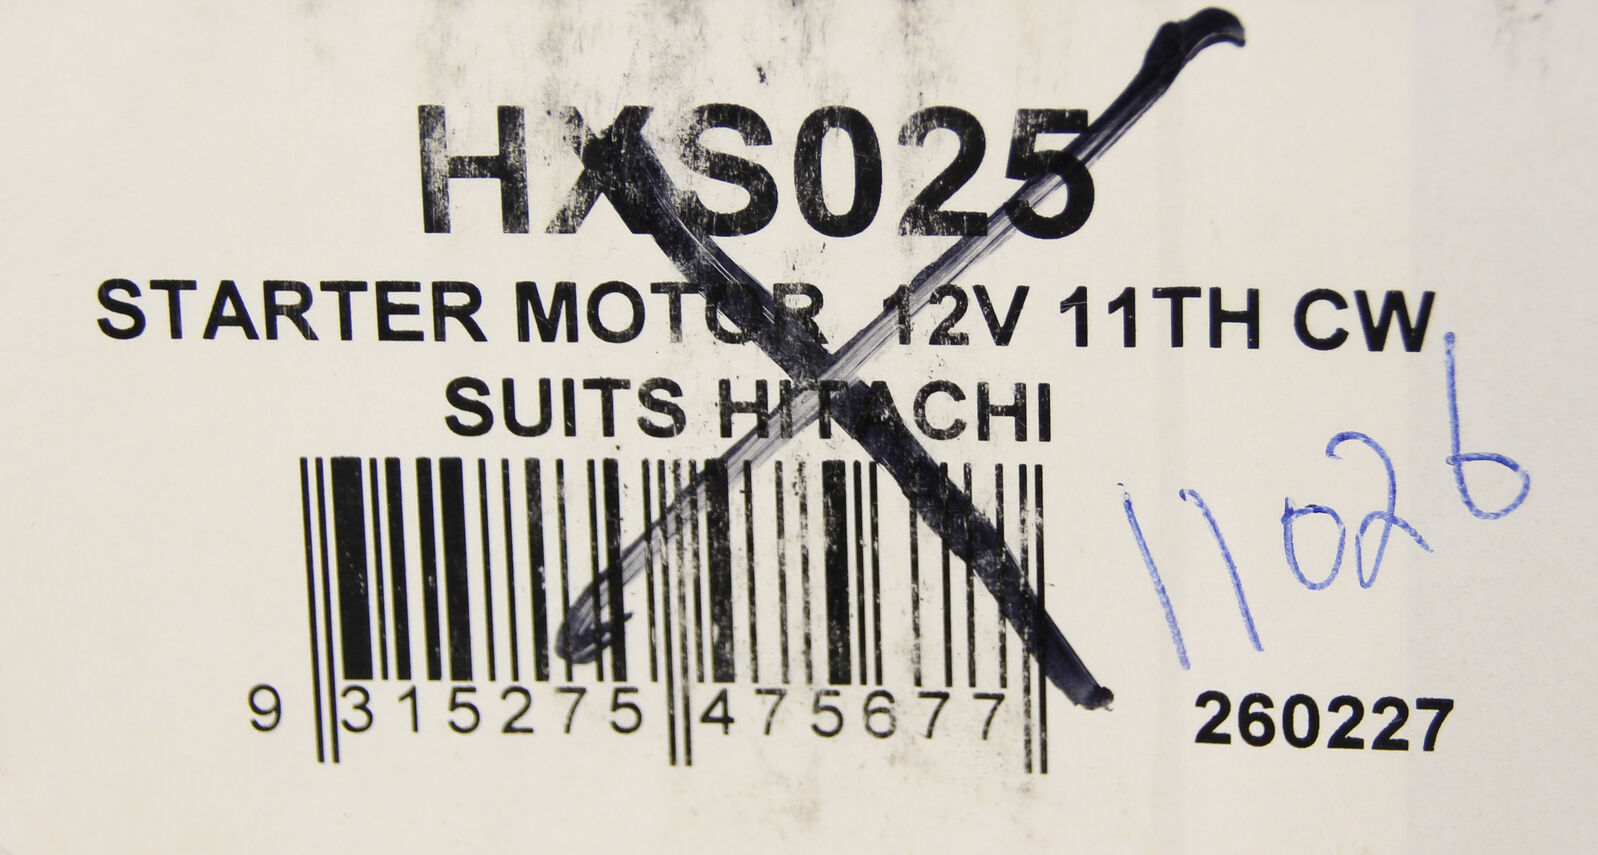 HXS025
STARTER MOTOR 12V 11TH CW
SUITS HITACHI
11026
9 315275 475677
260227